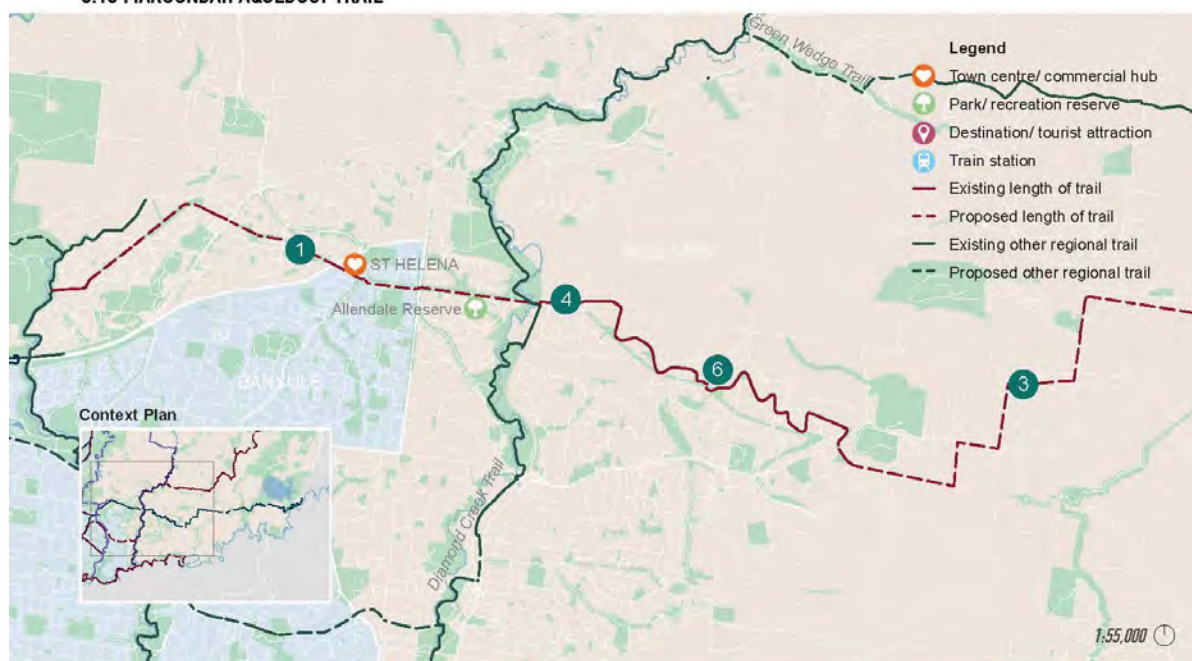 Green Wedge Trail
Legend
Town centre/ commercial hub
Park/ recreation reserve
Destination/ tourist attraction
Train station
Existing length of trail
Proposed length of trail
Existing other regional trail
Proposed other regional trail
1
ST HELENA
Allendale Reserve
4
6
3
BANYULE
Context Plan
Diamond Creek Trail
1:55,000